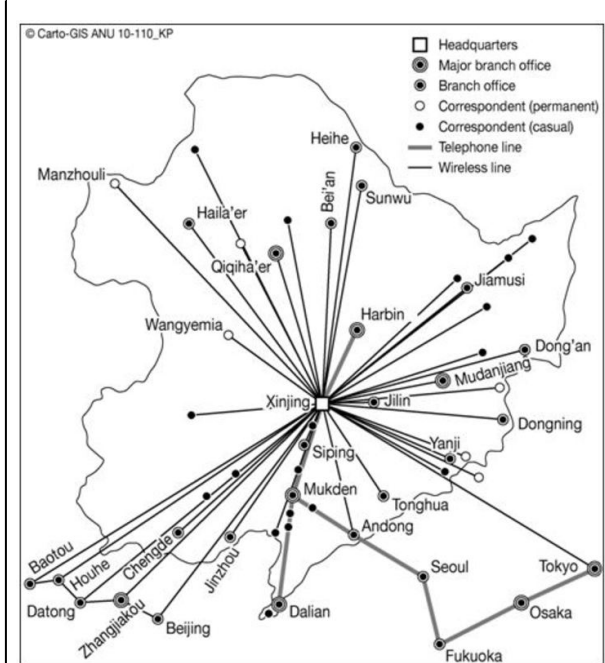 © Carto-GIS ANU 10-110_KP
Headquarters
Major branch office
Branch office
Correspondent (permanent)
Correspondent (casual)
Telephone line
Wireless line
Heihe
Manzhouli
Bei'an
Sunwu
Haila'er
Qiqiha'er
Jiamusi
Harbin
Wangyemia
Dong'an
Mudanjiang
Xinjing
Jilin
Dongning
Yanji
Siping
Mukden
Tonghua
Andong
Baotou
Houhe
Chengde
Jinzhou
Seoul
Tokyo
Datong
Zhangjiakou
Beijing
Dalian
Osaka
Fukuoka